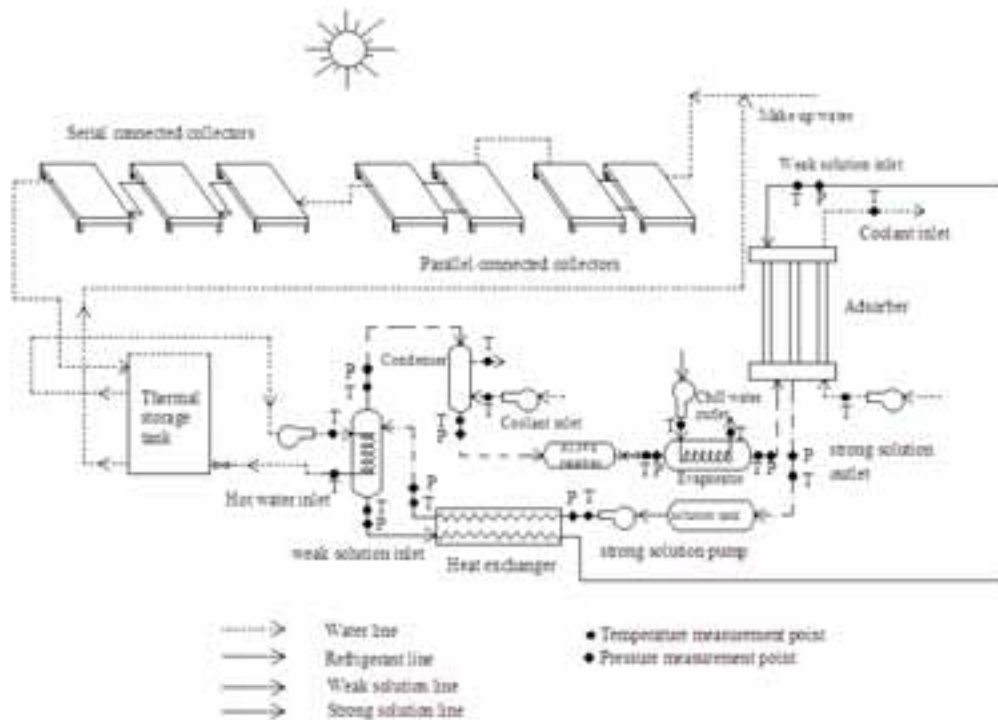 Serial connected collectors
Make up water
Weak solution inlet
T
P
T
Coolant inlet
Parallel connected collectors
Adsorber
Condenser
T
P
T
Thermal
storage
tank
T
T
Coolant inlet
P
T
Chill water
outlet
T
T
T
P
T
P
Evaporator
T
strong solution
outlet
P
T
T
Hot water inlet
P
T
P
T
P
T
weak solution inlet
Heat exchanger
strong solution pump
Water line
Refrigerant line
Weak solution line
Strong solution line
Temperature measurement point
Pressure measurement point